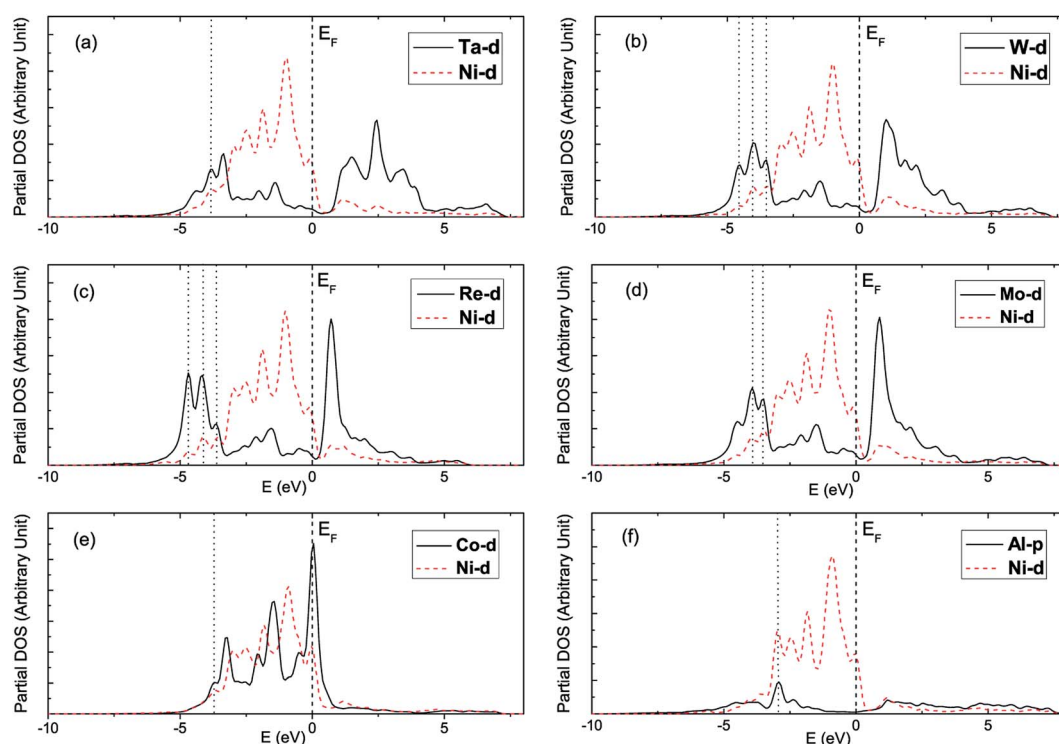 Partial DOS (Arbitrary Unit)
(a)
E_F
Ta-d
Ni-d
-10 -5 0 5
Partial DOS (Arbitrary Unit)
(b)
E_F
W-d
Ni-d
-10 -5 0 5
Partial DOS (Arbitrary Unit)
(c)
E_F
Re-d
Ni-d
-10 -5 0 5
E (eV)
Partial DOS (Arbitrary Unit)
(d)
E_F
Mo-d
Ni-d
-10 -5 0 5
E (eV)
Partial DOS (Arbitrary Unit)
(e)
E_F
Co-d
Ni-d
-10 -5 0 5
E (eV)
Partial DOS (Arbitrary Unit)
(f)
E_F
Al-p
Ni-d
-10 -5 0 5
E (eV)